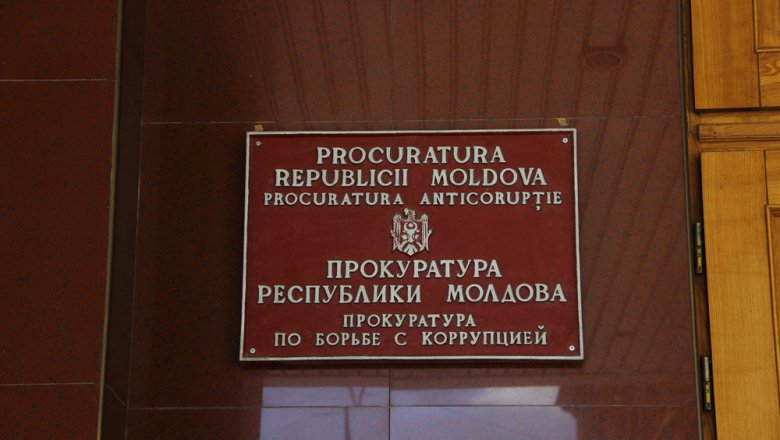 PROCURATURA
REPUBLICII MOLDOVA
PROCURATURA ANTICORUPȚIE
ПРОКУРАТУРА
РЕСПУБЛИКИ МОЛДОВА
ПРОКУРАТУРА
ПО БОРЬБЕ С КОРРУПЦИЕЙ